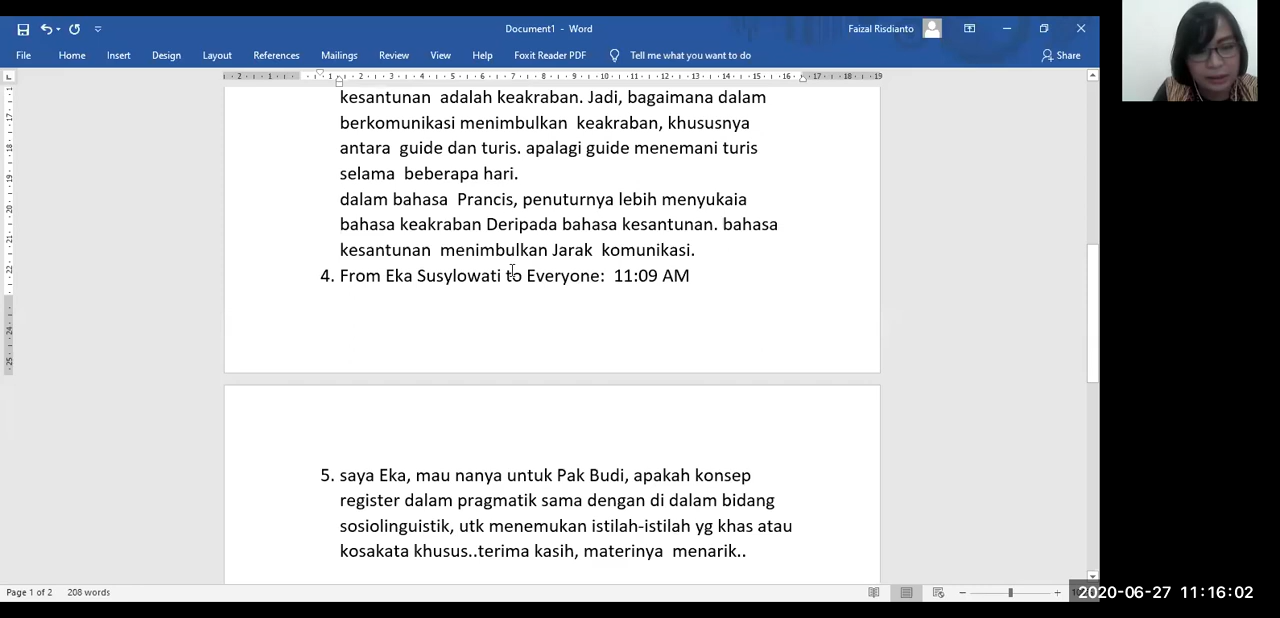 Document1 - Word
Faizal Risdianto
File Home Insert Design Layout References Mailings Review View Help Foxit Reader PDF Tell me what you want to do Share
kesantunan adalah keakraban. Jadi, bagaimana dalam
berkomunikasi menimbulkan keakraban, khususnya
antara guide dan turis. apalagi guide menemani turis
selama beberapa hari.
dalam bahasa Prancis, penuturnya lebih menyukaia
bahasa keakraban Deripada bahasa kesantunan. bahasa
kesantunan menimbulkan Jarak komunikasi.
4. From Eka Susylowati to Everyone: 11:09 AM
5. saya Eka, mau nanya untuk Pak Budi, apakah konsep
register dalam pragmatik sama dengan di dalam bidang
sosiolinguistik, utk menemukan istilah-istilah yg khas atau
kosakata khusus..terima kasih, materinya menarik..
Page 1 of 2 208 words
2020-06-27 11:16:02